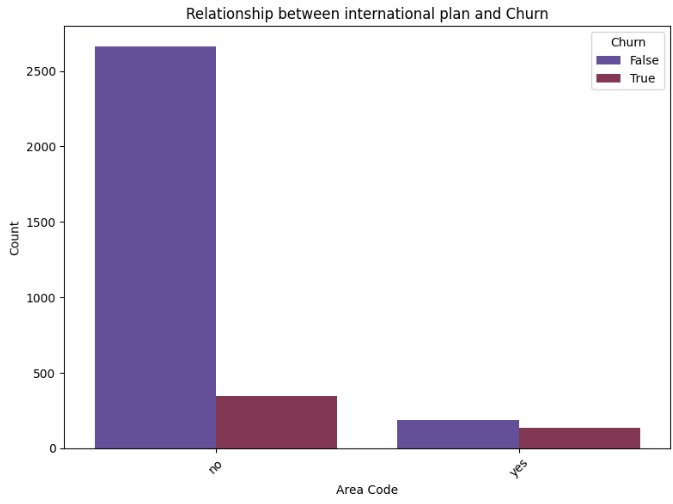 Relationship between international plan and Churn
Churn
False
True
2500
2000
1500
1000
500
0
Count
no
yes
Area Code